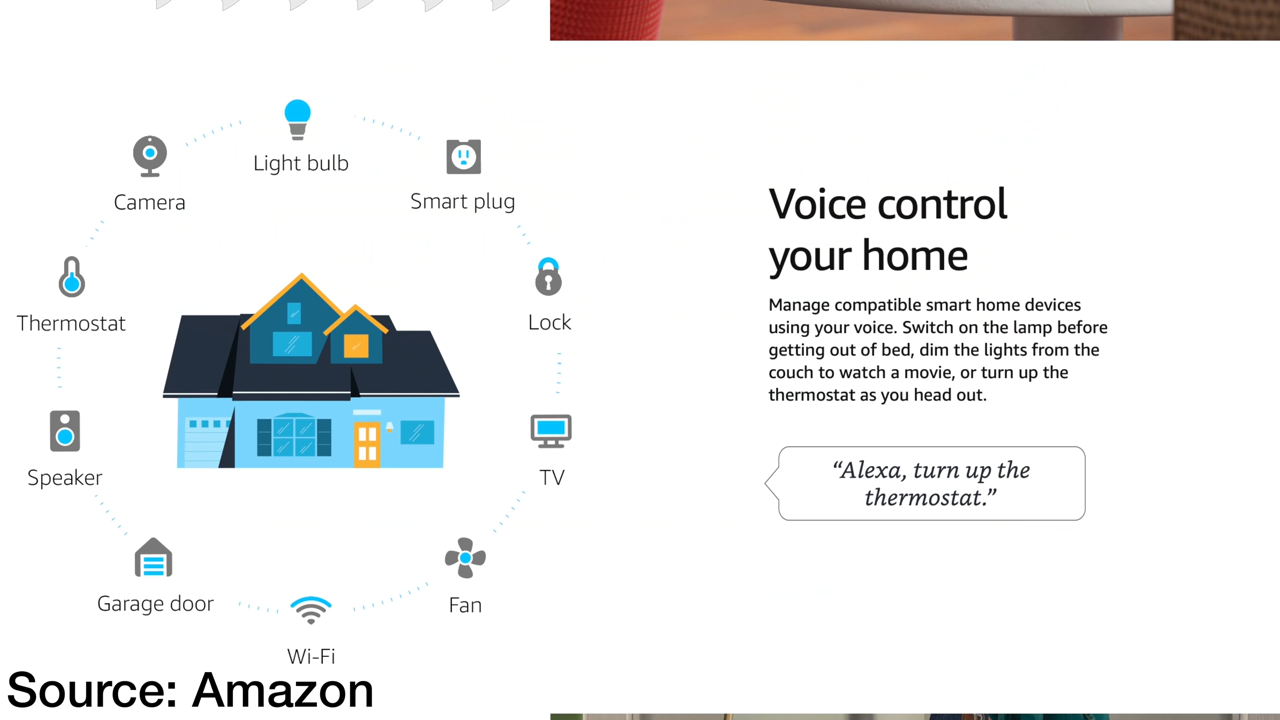 Light bulb
Camera
Smart plug
Thermostat
Lock
Speaker
TV
Garage door
Fan
Wi-Fi
Voice control
your home
Manage compatible smart home devices
using your voice. Switch on the lamp before
getting out of bed, dim the lights from the
couch to watch a movie, or turn up the
thermostat as you head out.
“Alexa, turn up the
thermostat.”
Source: Amazon